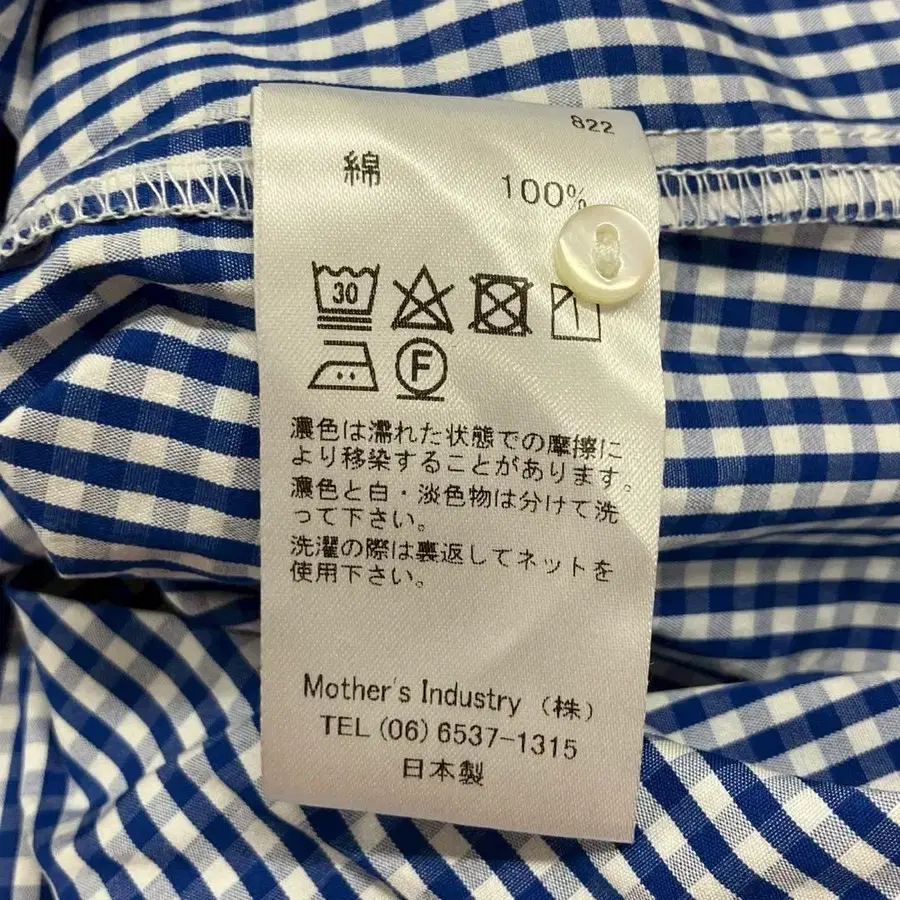 822
綿 100%
30
F
濃色は濡れた状態での摩擦に
より移染することがあります。
濃色と白・淡色物は分けて洗
って下さい。
洗濯の際は裏返してネットを
使用下さい。
Mother's Industry (株)
TEL (06) 6537-1315
日本製